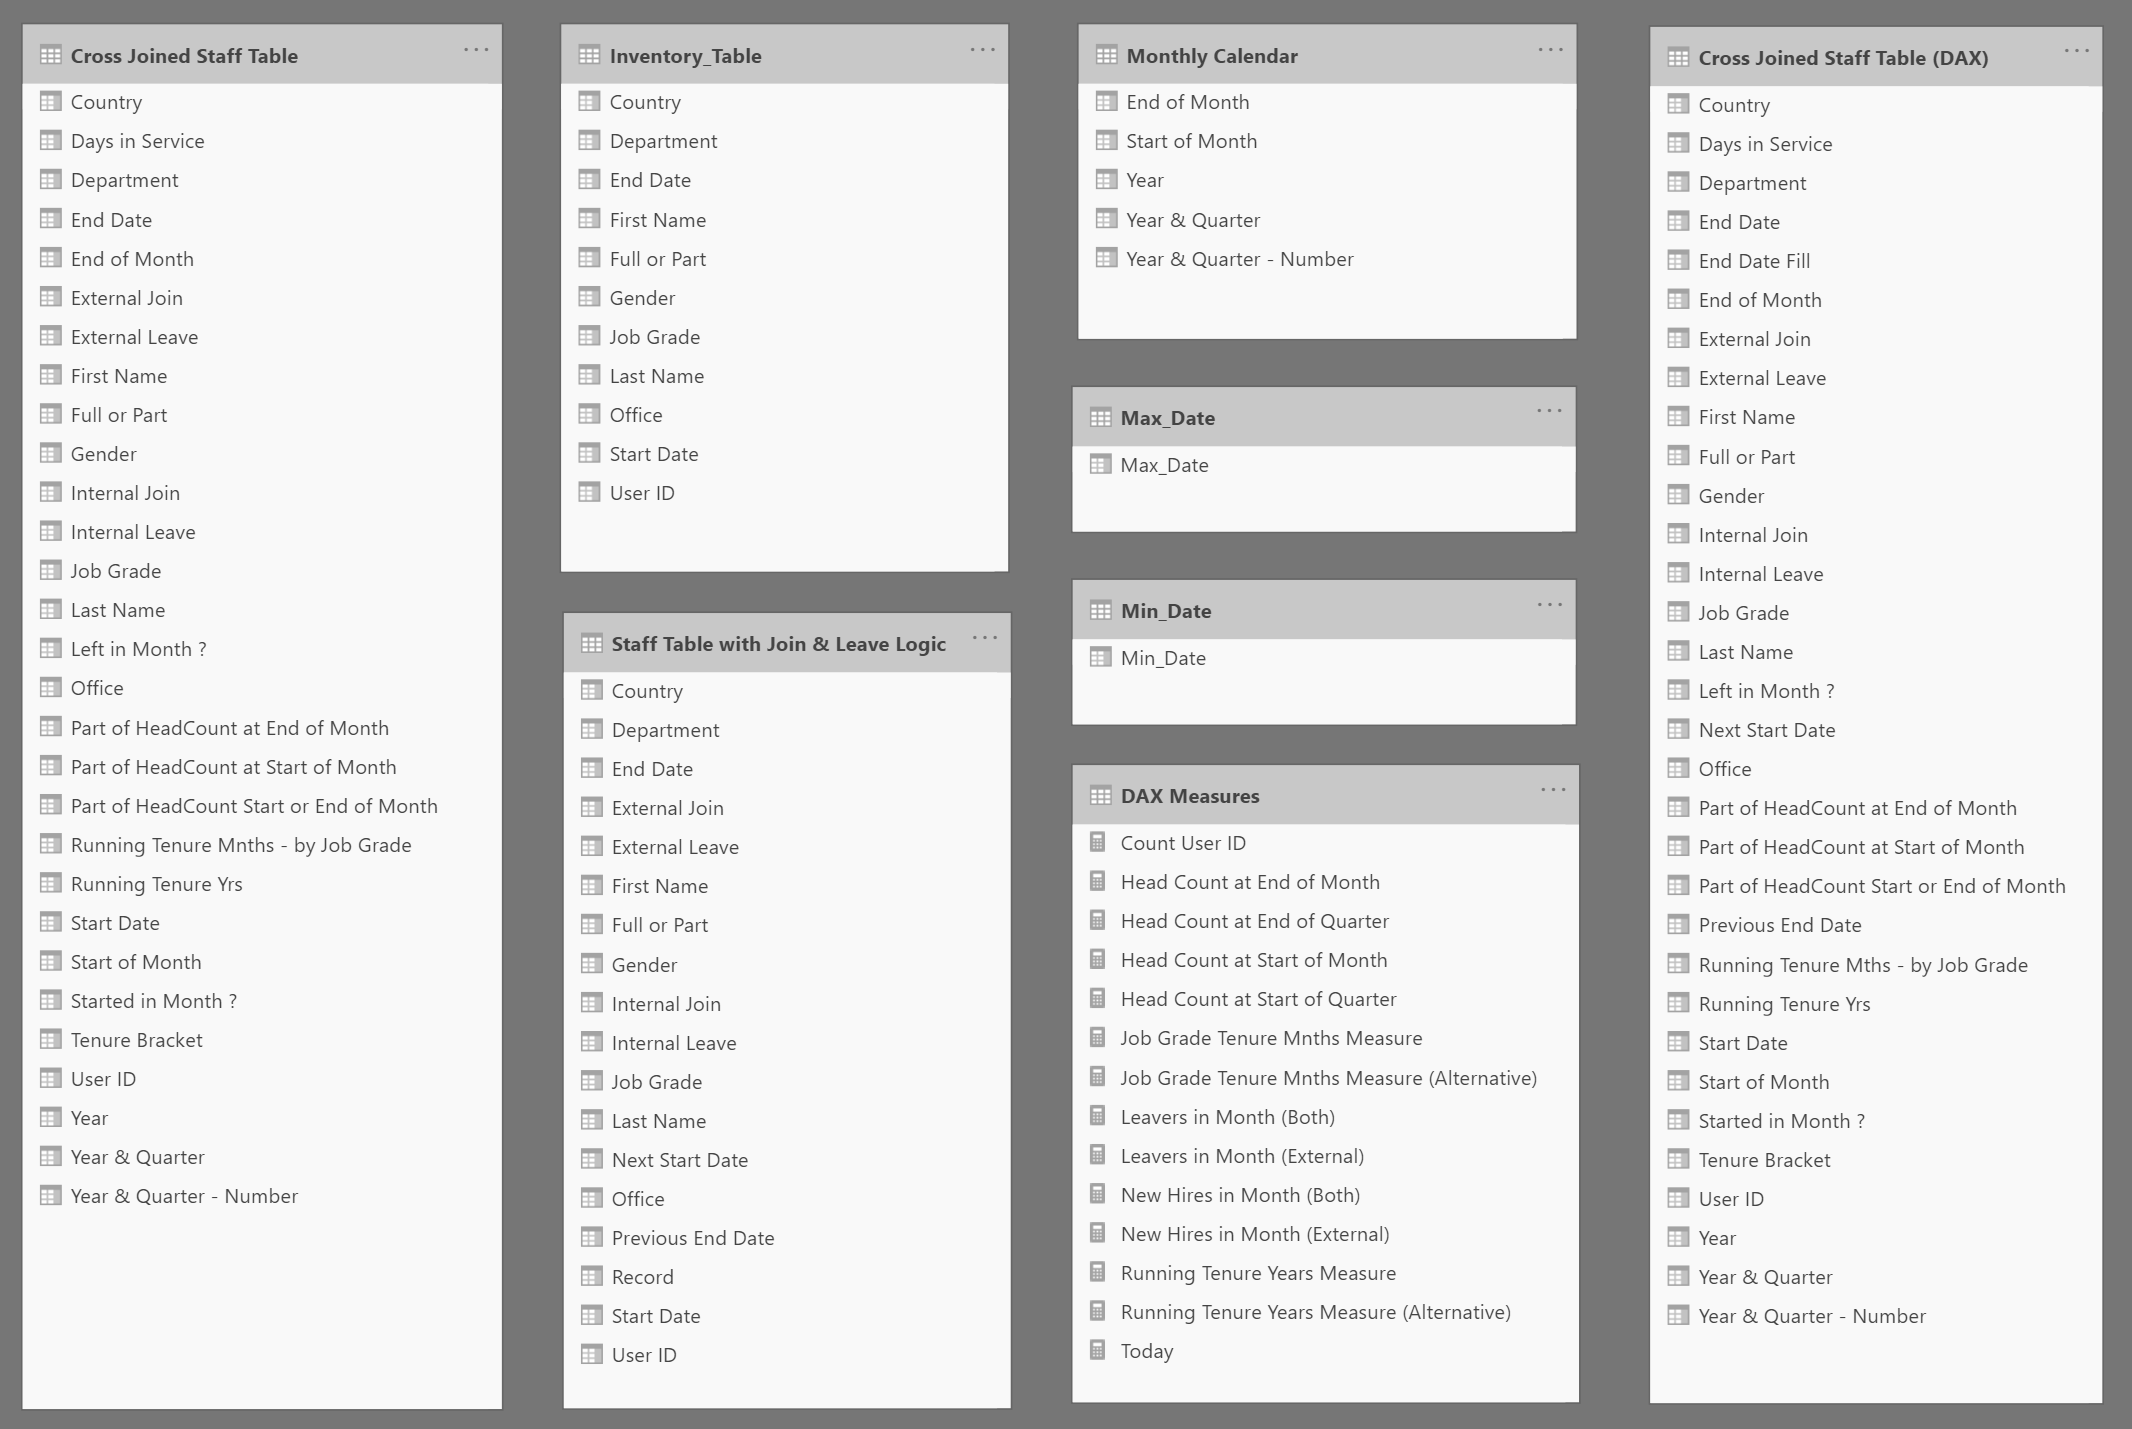 Cross Joined Staff Table
Country
Days in Service
Department
End Date
End of Month
External Join
External Leave
First Name
Full or Part
Gender
Internal Join
Internal Leave
Job Grade
Last Name
Left in Month ?
Office
Part of HeadCount at End of Month
Part of HeadCount at Start of Month
Part of HeadCount Start or End of Month
Running Tenure Mnths - by Job Grade
Running Tenure Yrs
Start Date
Start of Month
Started in Month ?
Tenure Bracket
User ID
Year
Year & Quarter
Year & Quarter - Number
Inventory_Table
Country
Department
End Date
First Name
Full or Part
Gender
Job Grade
Last Name
Office
Start Date
User ID
Staff Table with Join & Leave Logic
Country
Department
End Date
External Join
External Leave
First Name
Full or Part
Gender
Internal Join
Internal Leave
Job Grade
Last Name
Next Start Date
Office
Previous End Date
Record
Start Date
User ID
Monthly Calendar
End of Month
Start of Month
Year
Year & Quarter
Year & Quarter - Number
Max_Date
Max_Date
Min_Date
Min_Date
DAX Measures
Count User ID
Head Count at End of Month
Head Count at End of Quarter
Head Count at Start of Month
Head Count at Start of Quarter
Job Grade Tenure Mnths Measure
Job Grade Tenure Mnths Measure (Alternative)
Leavers in Month (Both)
Leavers in Month (External)
New Hires in Month (Both)
New Hires in Month (External)
Running Tenure Years Measure
Running Tenure Years Measure (Alternative)
Today
Cross Joined Staff Table (DAX)
Country
Days in Service
Department
End Date
End Date Fill
End of Month
External Join
External Leave
First Name
Full or Part
Gender
Internal Join
Internal Leave
Job Grade
Last Name
Left in Month ?
Next Start Date
Office
Part of HeadCount at End of Month
Part of HeadCount at Start of Month
Part of HeadCount Start or End of Month
Previous End Date
Running Tenure Mths - by Job Grade
Running Tenure Yrs
Start Date
Start of Month
Started in Month ?
Tenure Bracket
User ID
Year
Year & Quarter
Year & Quarter - Number